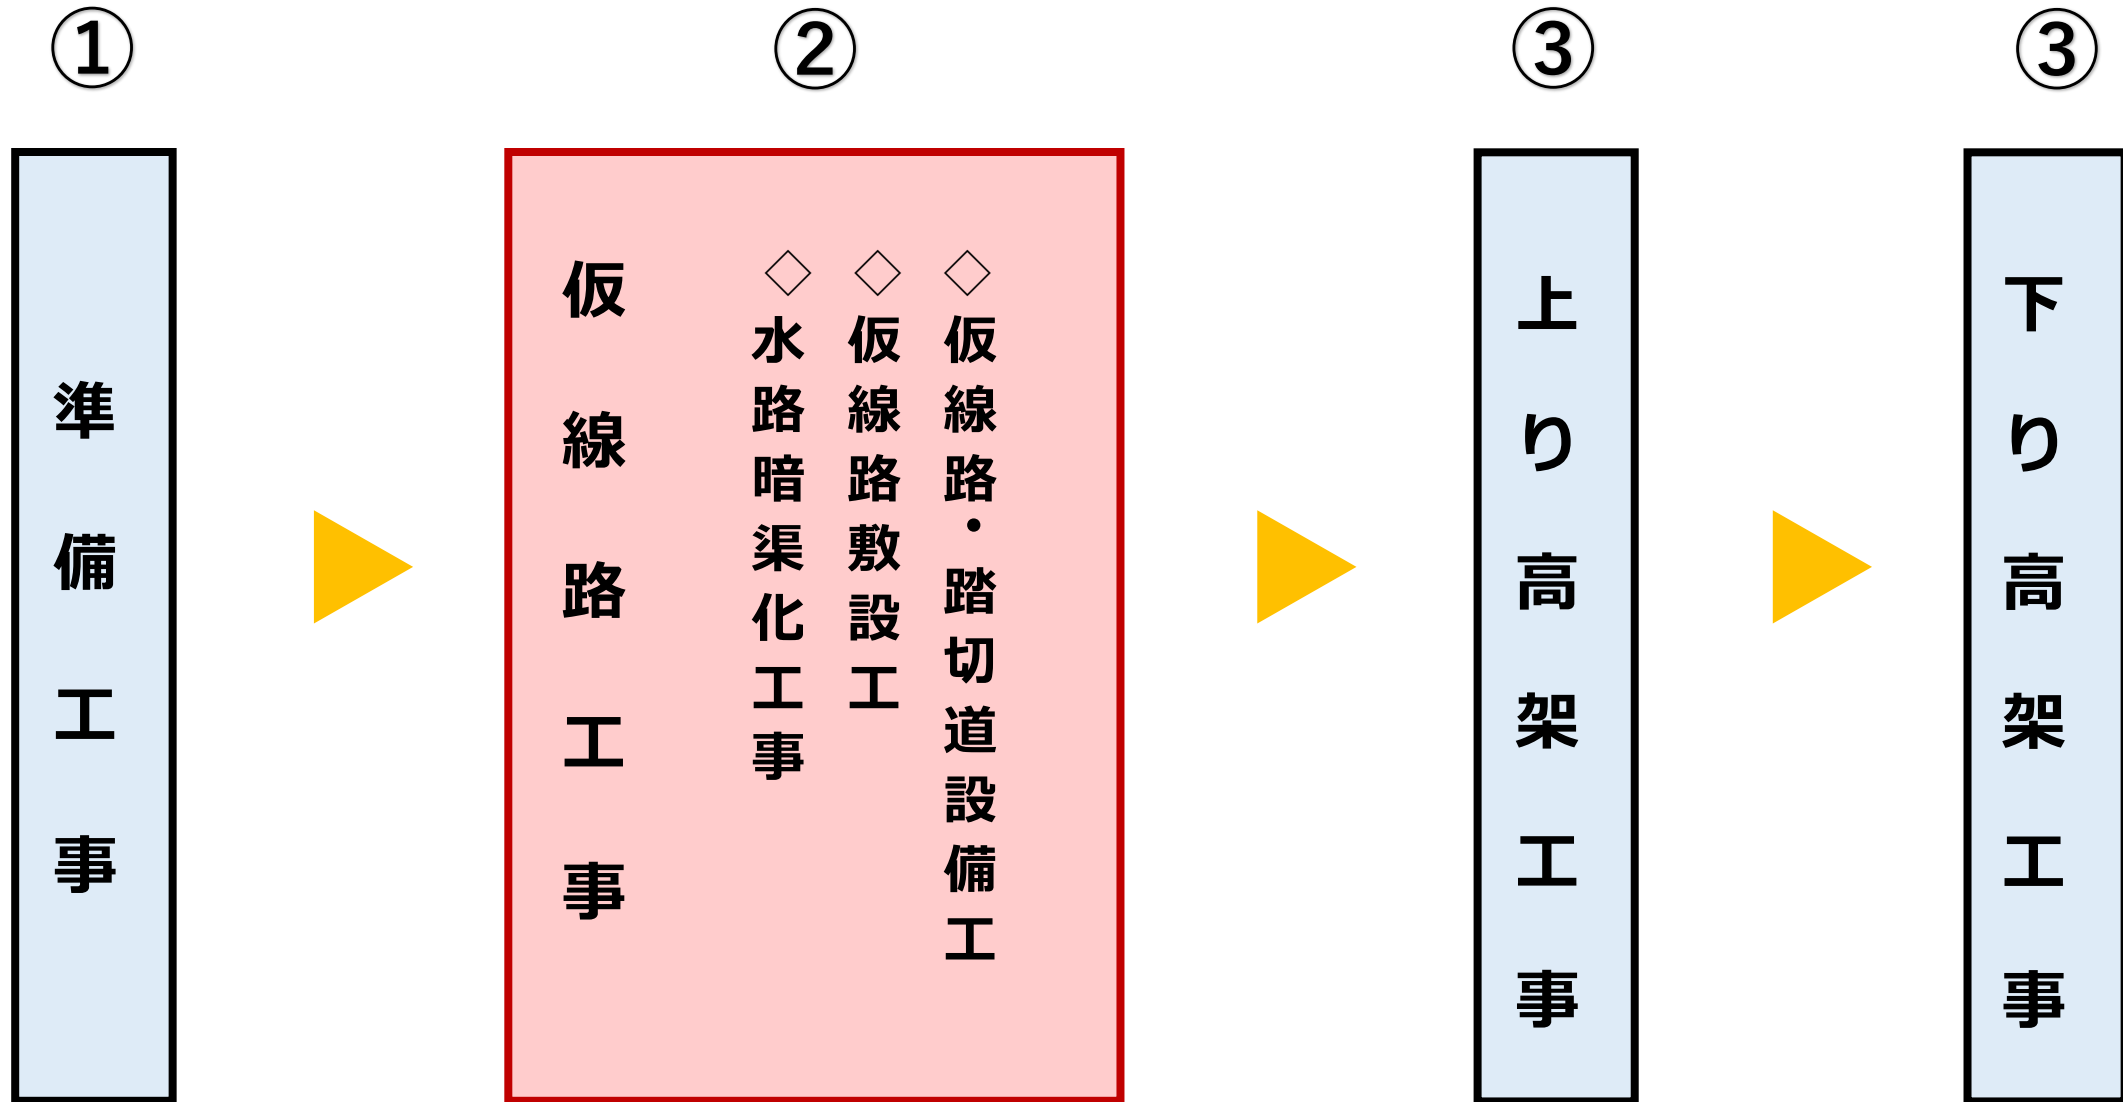 ①
準備工事
②
仮線路工事
◇水路暗渠化工事
◇仮線路敷設工
◇仮線路・踏切道設備工
③
上り高架工事
③
下り高架工事